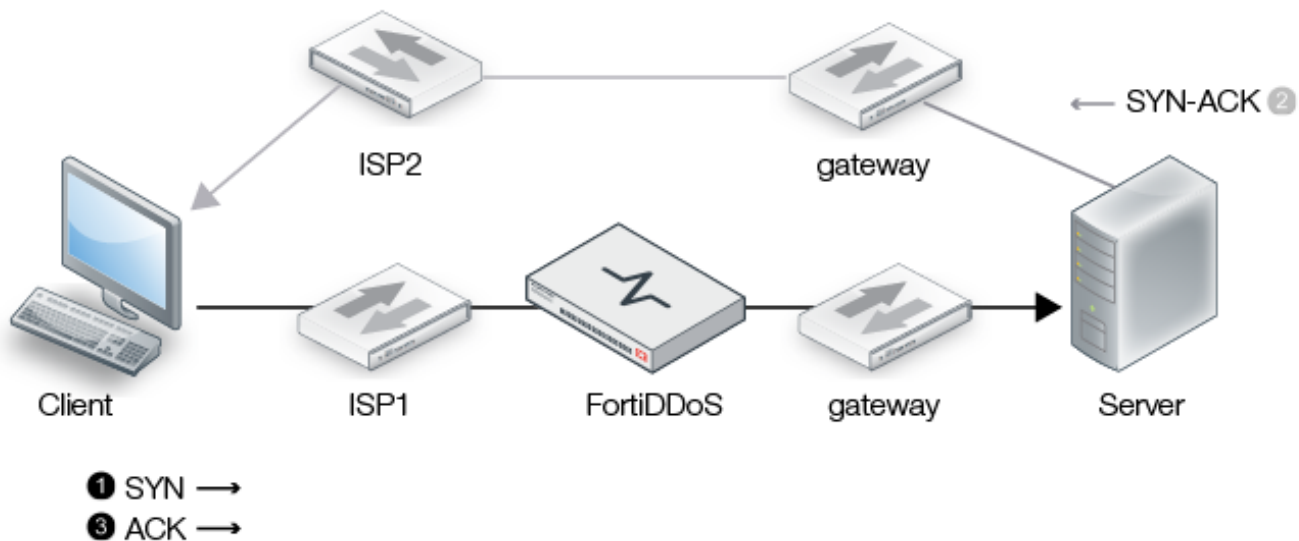 ← SYN-ACK 2
ISP2
gateway
Client
ISP1
FortiDDoS
gateway
Server
1 SYN →
3 ACK →